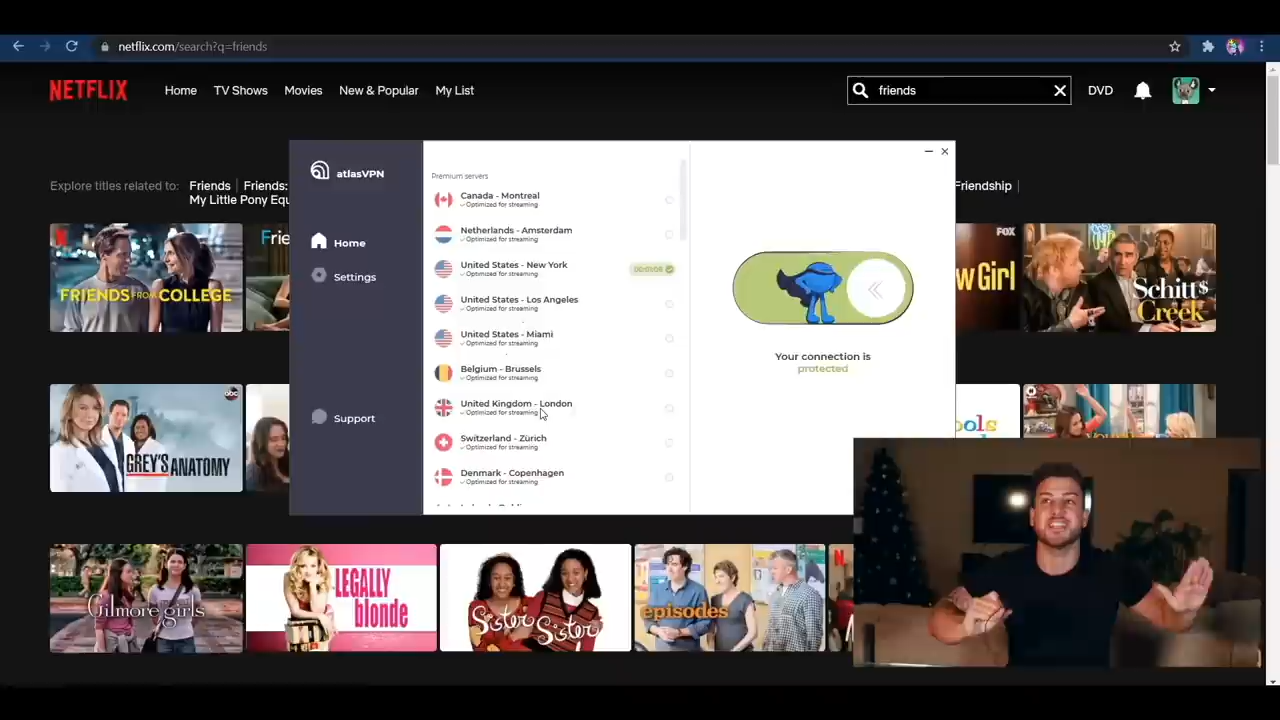 netflix.com/search?q=friends
NETFLIX
Home
TV Shows
Movies
New & Popular
My List
friends
DVD
Explore titles related to:
Friends
Friends:
Friendship
My Little Pony Equ
FRIENDS FROM COLLEGE
Frie
FOX
w Girl
Schitt$
Creek
atlasVPN
Home
Settings
Support
Premium servers
Canada - Montreal
Optimized for streaming
Netherlands - Amsterdam
Optimized for streaming
United States - New York
Optimized for streaming
United States - Los Angeles
Optimized for streaming
United States - Miami
Optimized for streaming
Belgium - Brussels
Optimized for streaming
United Kingdom - London
Optimized for streaming
Switzerland - Zürich
Optimized for streaming
Denmark - Copenhagen
Optimized for streaming
Your connection is
protected
abc
GREY'S ANATOMY
ools
Gilmore girls
LEGALLY
blonde
Sister Sister
episodes